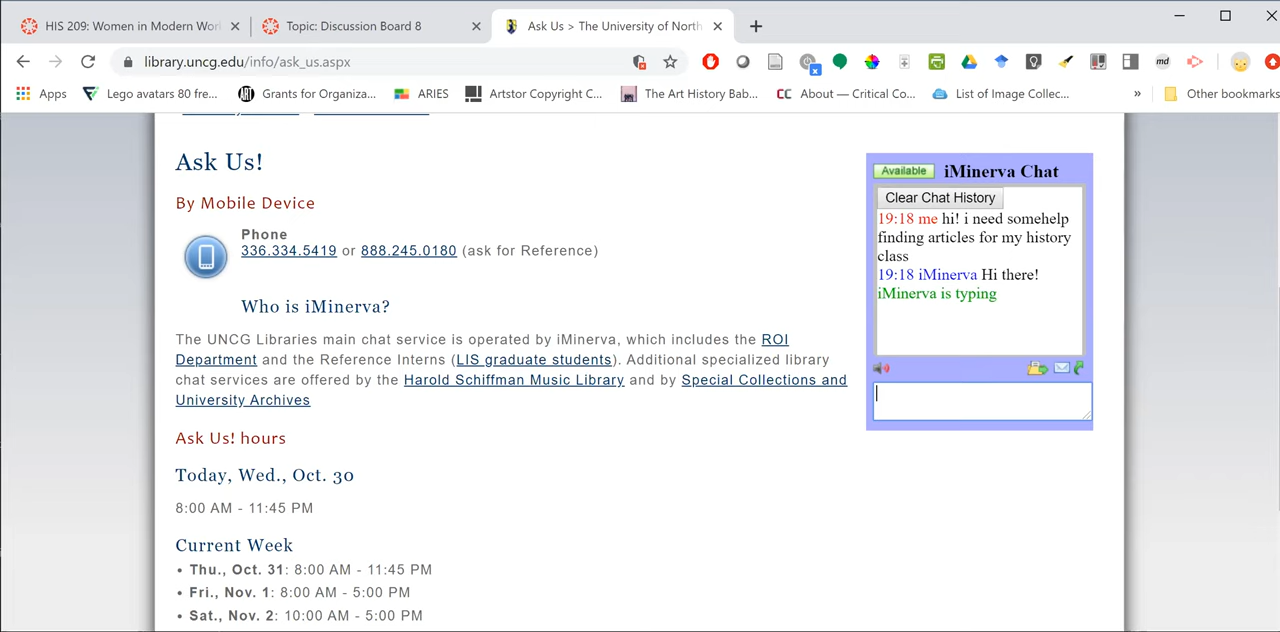 HIS 209: Women in Modern Wor
Topic: Discussion Board 8
Ask Us > The University of North
library.uncg.edu/info/ask_us.aspx
md
Apps
Lego avatars 80 fre...
Grants for Organiza...
ARIES
Artstor Copyright C...
The Art History Bab...
CC About — Critical Co...
List of Image Collec...
» Other bookmarks
Ask Us!
By Mobile Device
Phone
336.334.5419 or 888.245.0180 (ask for Reference)
Who is iMinerva?
The UNCG Libraries main chat service is operated by iMinerva, which includes the ROI
Department and the Reference Interns (LIS graduate students). Additional specialized library
chat services are offered by the Harold Schiffman Music Library and by Special Collections and
University Archives
Ask Us! hours
Today, Wed., Oct. 30
8:00 AM - 11:45 PM
Current Week
• Thu., Oct. 31: 8:00 AM - 11:45 PM
• Fri., Nov. 1: 8:00 AM - 5:00 PM
• Sat., Nov. 2: 10:00 AM - 5:00 PM
Available iMinerva Chat
Clear Chat History
19:18 me hi! i need somehelp
finding articles for my history
class
19:18 iMinerva Hi there!
iMinerva is typing